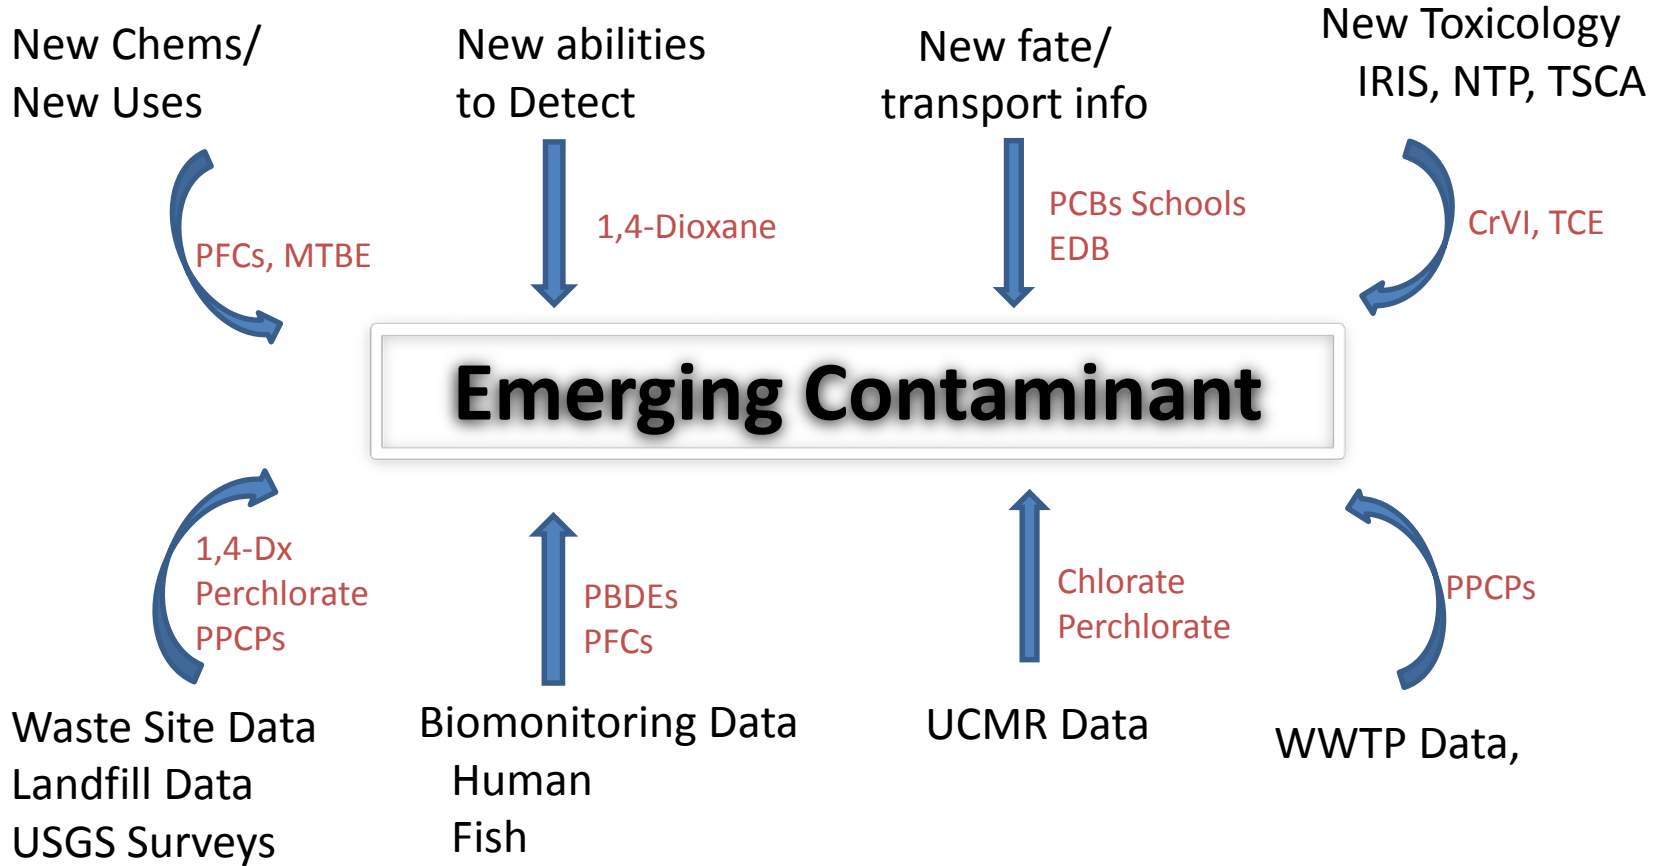 New Chems/
New Uses
New abilities
to Detect
New fate/
transport info
New Toxicology
IRIS, NTP, TSCA
PFCs, MTBE
1,4-Dioxane
PCBs Schools
EDB
CrVI, TCE
Emerging Contaminant
1,4-Dx
Perchlorate
PPCPs
PBDEs
PFCs
Chlorate
Perchlorate
PPCPs
Waste Site Data
Landfill Data
USGS Surveys
Biomonitoring Data
Human
Fish
UCMR Data
WWTP Data,